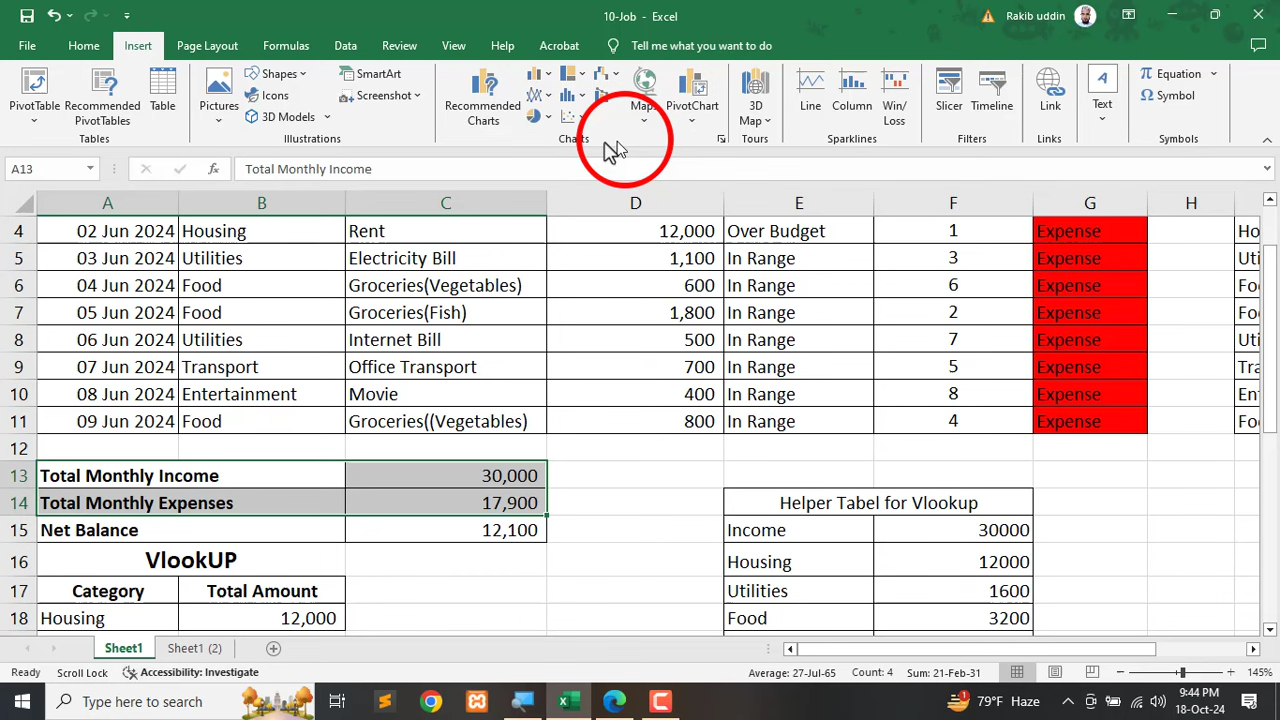 10-Job - Excel
Rakib uddin
File Home Insert Page Layout Formulas Data Review View Help Acrobat Tell me what you want to do
PivotTable
Recommended PivotTables
Table
Tables
Pictures
Shapes
Icons
3D Models
SmartArt
Screenshot
Illustrations
Recommended Charts
Maps
PivotChart
Charts
3D Map
Tours
Line
Column
Win/Loss
Sparklines
Slicer
Timeline
Filters
Link
Links
Text
Equation
Symbol
Symbols
A13
fx
Total Monthly Income
A B C D E F G H
4 02 Jun 2024 Housing Rent 12,000 Over Budget 1 Expense Ho
5 03 Jun 2024 Utilities Electricity Bill 1,100 In Range 3 Expense Uti
6 04 Jun 2024 Food Groceries(Vegetables) 600 In Range 6 Expense Fo
7 05 Jun 2024 Food Groceries(Fish) 1,800 In Range 2 Expense Fo
8 06 Jun 2024 Utilities Internet Bill 500 In Range 7 Expense Uti
9 07 Jun 2024 Transport Office Transport 700 In Range 5 Expense Tra
10 08 Jun 2024 Entertainment Movie 400 In Range 8 Expense En
11 09 Jun 2024 Food Groceries((Vegetables) 800 In Range 4 Expense Fo
12
13 Total Monthly Income 30,000
14 Total Monthly Expenses 17,900 Helper Tabel for Vlookup
15 Net Balance 12,100 Income 30000
16 VlookUP Housing 12000
17 Category Total Amount Utilities 1600
18 Housing 12,000 Food 3200
Sheet1 Sheet1 (2)
Ready Scroll Lock Accessibility: Investigate Average: 27-Jul-65 Count: 4 Sum: 21-Feb-31 145%
Type here to search 1 79°F Haze 9:44 PM
18-Oct-24